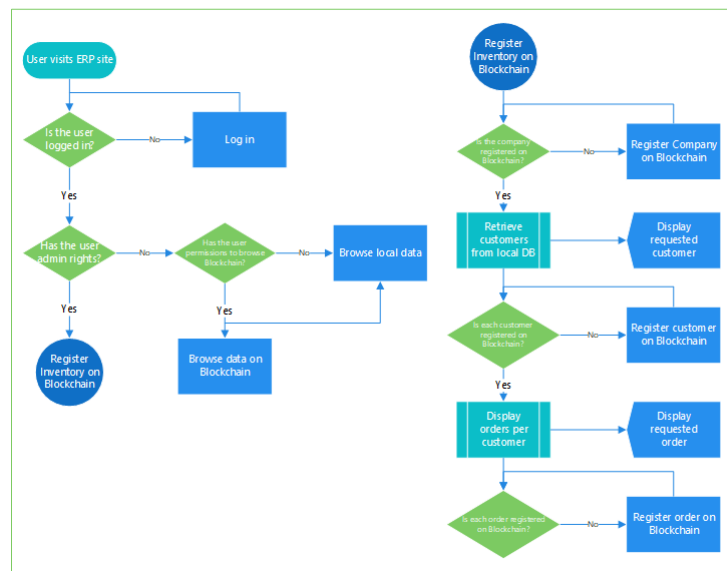 User visits ERP site
Is the user
logged in?
No
Log in
Yes
Has the user
admin rights?
No
Has the user
permissions to browse
Blockchain?
No
Browse local data
Yes
Yes
Register
Inventory on
Blockchain
Browse data on
Blockchain
Register
Inventory on
Blockchain
Is the company
registered on
Blockchain?
No
Register Company
on Blockchain
Yes
Retrieve
customers
from local DB
Display
requested
customer
Is each customer
registered on
Blockchain?
No
Register customer
on Blockchain
Yes
Display
orders per
customer
Display
requested
order
Is each order registered
on Blockchain?
No
Register order on
Blockchain